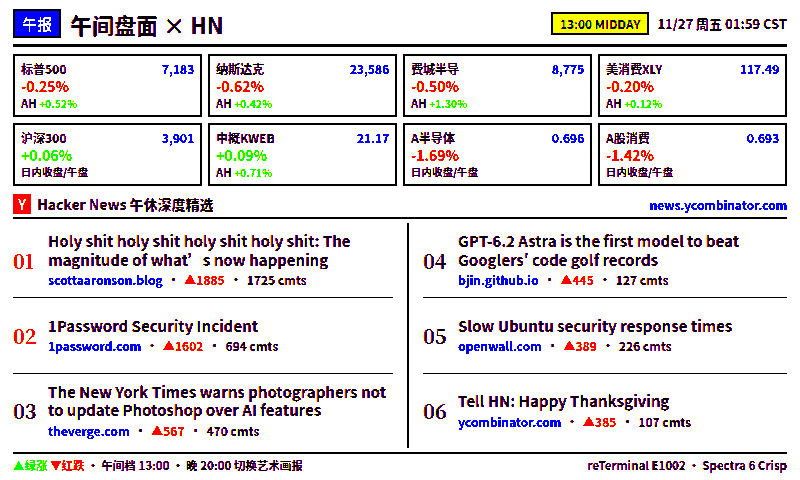 午报 午间盘面 × HN 13:00 MIDDAY 11/27 周五 01:59 CST
标普500 7,183
-0.25%
AH +0.52%
纳斯达克 23,586
-0.62%
AH +0.42%
费城半导 8,775
-0.50%
AH +1.30%
美消费XLY 117.49
-0.20%
AH +0.12%
沪深300 3,901
+0.06%
日内收盘/午盘
中概KWEB 21.17
+0.09%
AH +0.71%
A半导体 0.696
-1.69%
日内收盘/午盘
A股消费 0.693
-1.42%
日内收盘/午盘
Y Hacker News 午休深度精选 news.ycombinator.com
01 Holy shit holy shit holy shit holy shit: The
magnitude of what’s now happening
scottaaronson.blog • ▲1885 • 1725 cmts
02 1Password Security Incident
1password.com • ▲1602 • 694 cmts
03 The New York Times warns photographers not
to update Photoshop over AI features
theverge.com • ▲567 • 470 cmts
04 GPT-6.2 Astra is the first model to beat
Googlers' code golf records
bjin.github.io • ▲445 • 127 cmts
05 Slow Ubuntu security response times
openwall.com • ▲389 • 226 cmts
06 Tell HN: Happy Thanksgiving
ycombinator.com • ▲385 • 107 cmts
▲绿涨 ▼红跌 • 午间档 13:00 • 晚 20:00 切换艺术画报 reTerminal E1002 • Spectra 6 Crisp